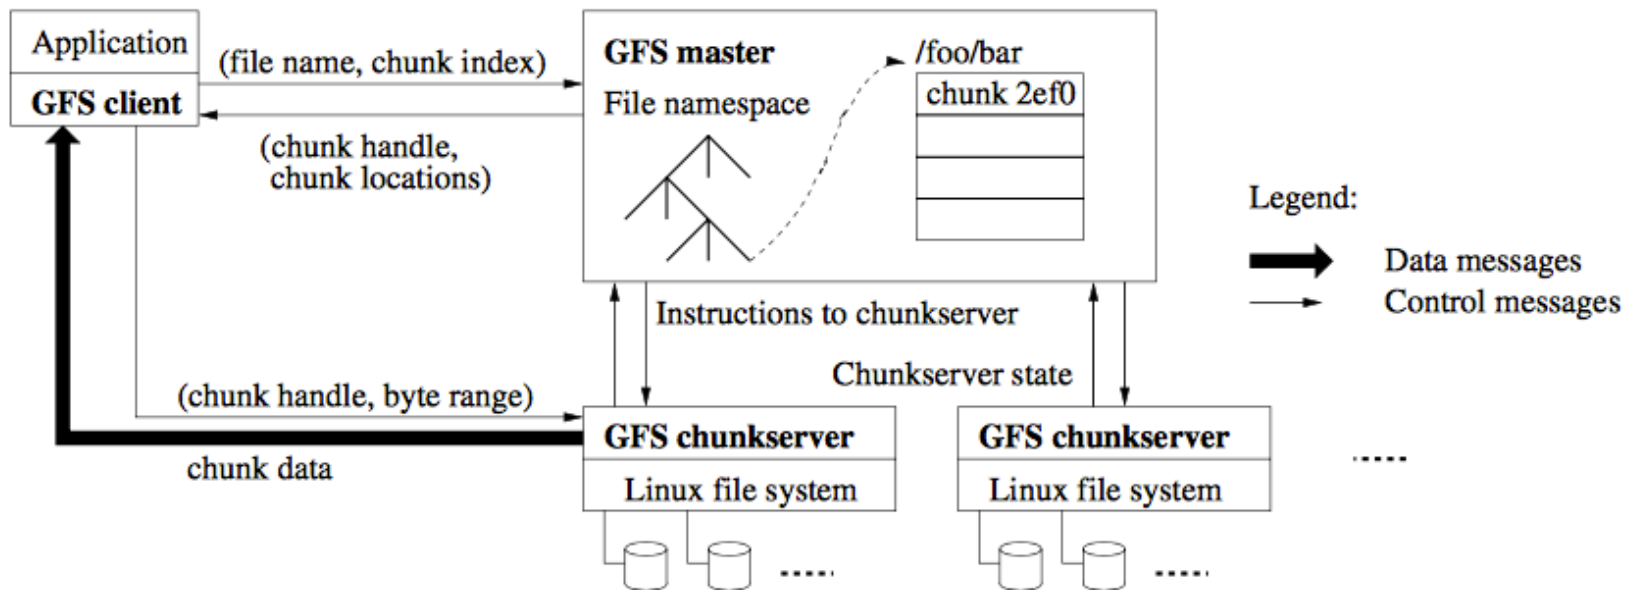 Application
GFS client
(file name, chunk index)
(chunk handle,
chunk locations)
GFS master
File namespace
/foo/bar
chunk 2ef0
Legend:
Data messages
Control messages
Instructions to chunkserver
Chunkserver state
(chunk handle, byte range)
chunk data
GFS chunkserver
Linux file system
GFS chunkserver
Linux file system